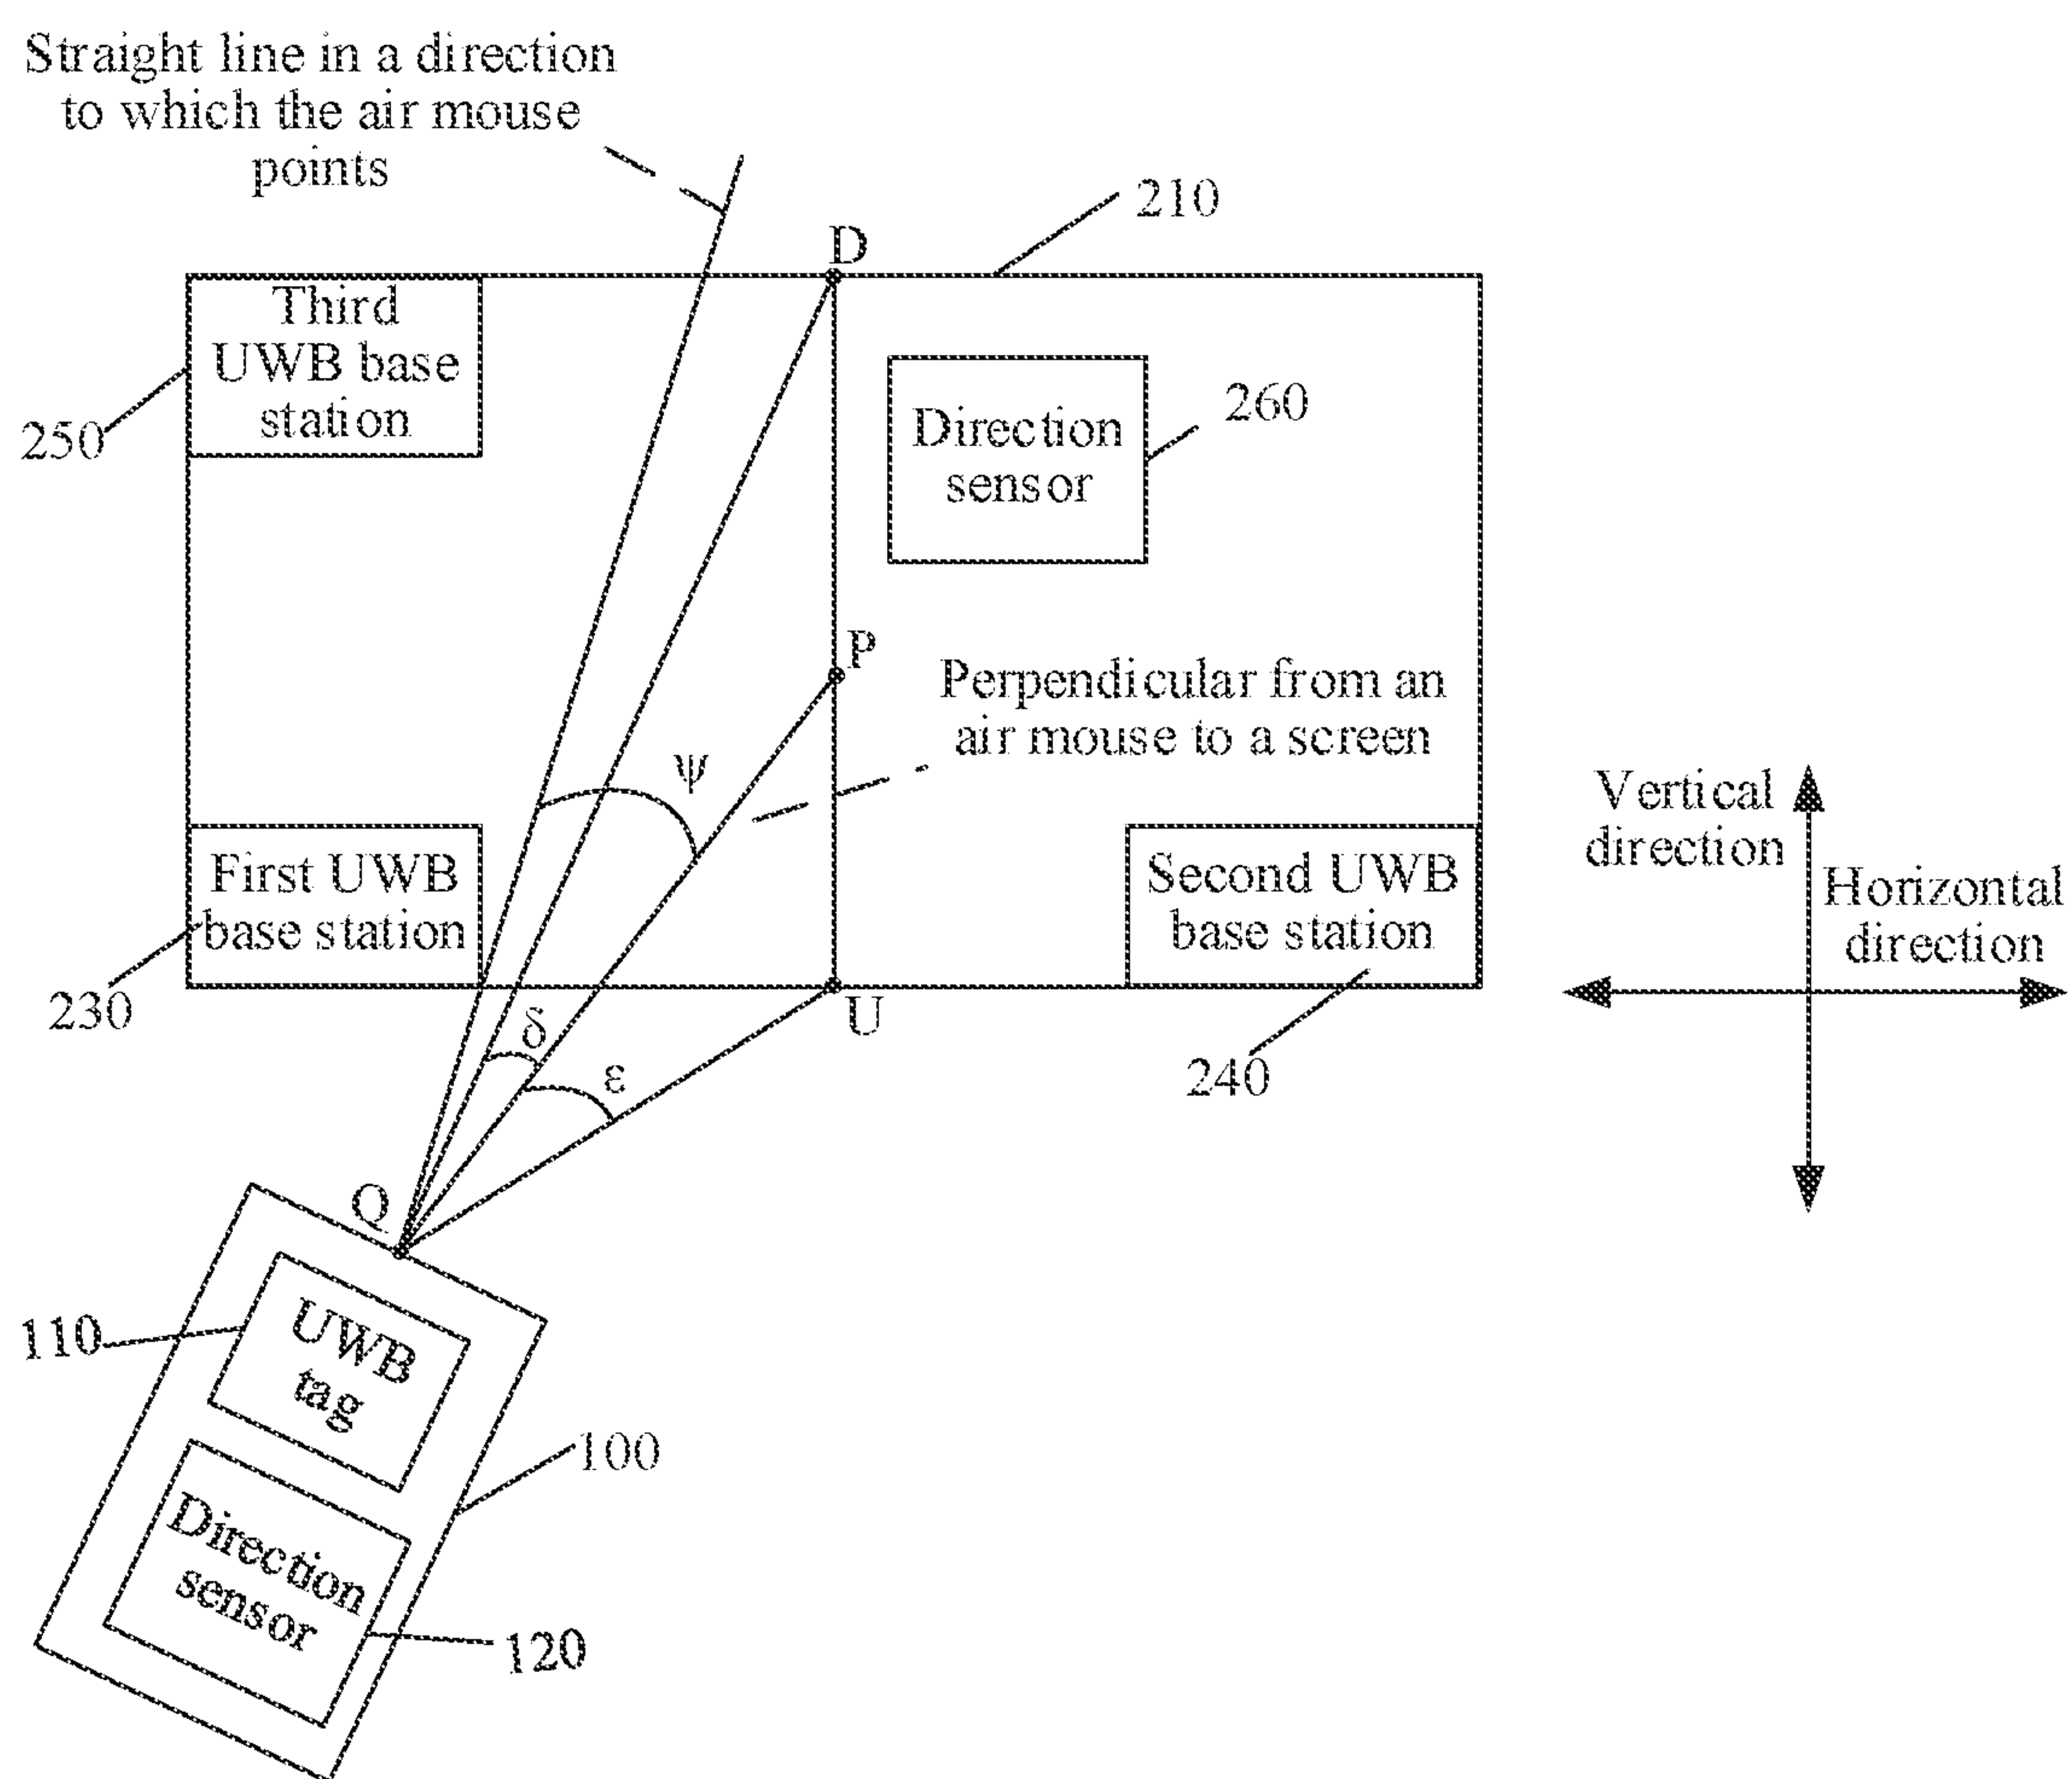 Straight line in a direction
to which the air mouse
points
210
D
Third
UWB base
station
250
Direction
sensor
260
P
Perpendicular from an
air mouse to a screen
ψ
Vertical
direction
Horizontal
direction
First UWB
base station
230
Second UWB
base station
240
U
δ
ε
Q
UWB
tag
110
100
Direction
sensor
120